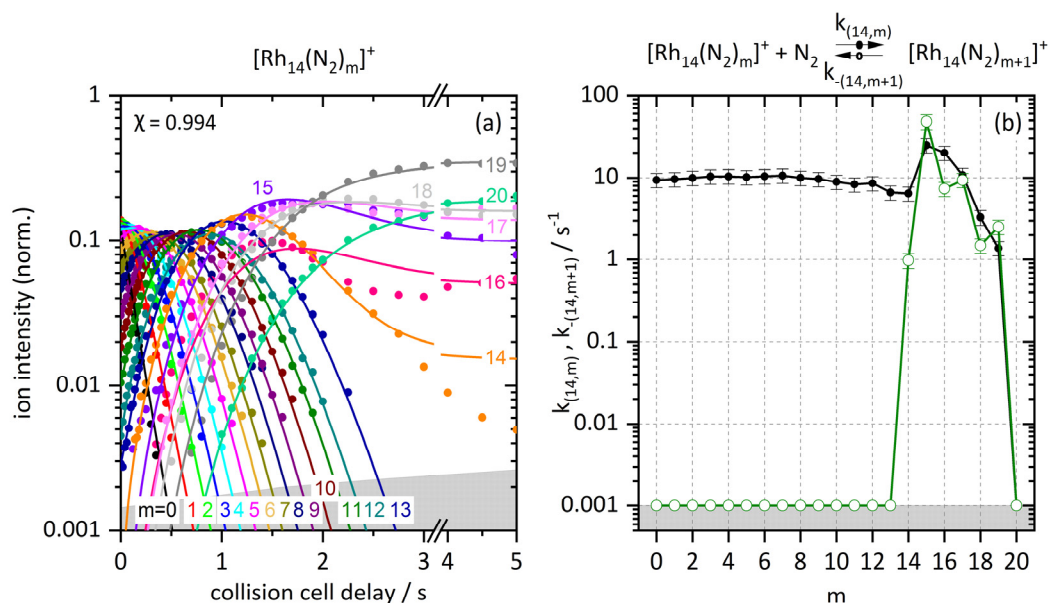 [Rh₁₄(N₂)ₘ]⁺
χ = 0.994
(a)
ion intensity (norm.)
1
0.1
0.01
0.001
15
18
19
20
17
16
14
10
m=0 1 2 3 4 5 6 7 8 9 11 12 13
0 1 2 3 4 5
collision cell delay / s
k(14,m)
[Rh₁₄(N₂)ₘ]⁺ + N₂ [Rh₁₄(N₂)ₘ₊₁]⁺
k-(14,m+1)
(b)
k(14,m) , k-(14,m+1) / s⁻¹
100
10
1
0.1
0.01
0.001
0 2 4 6 8 10 12 14 16 18 20
m